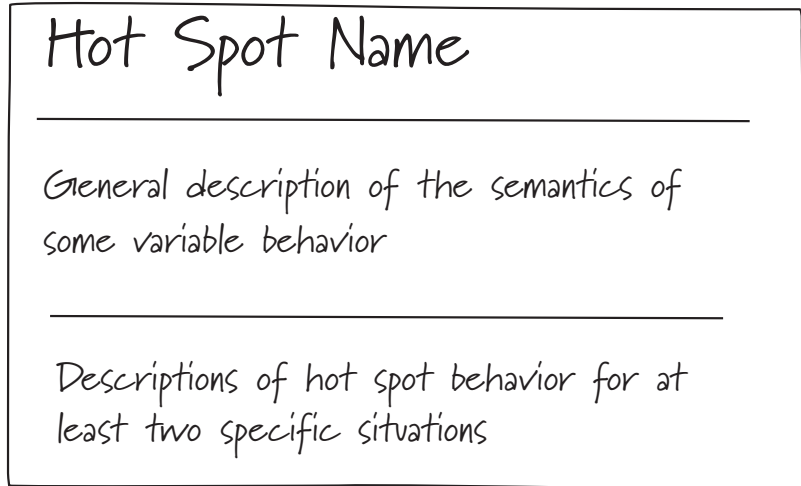 Hot Spot Name
General description of the semantics of
some variable behavior
Descriptions of hot spot behavior for at
least two specific situations